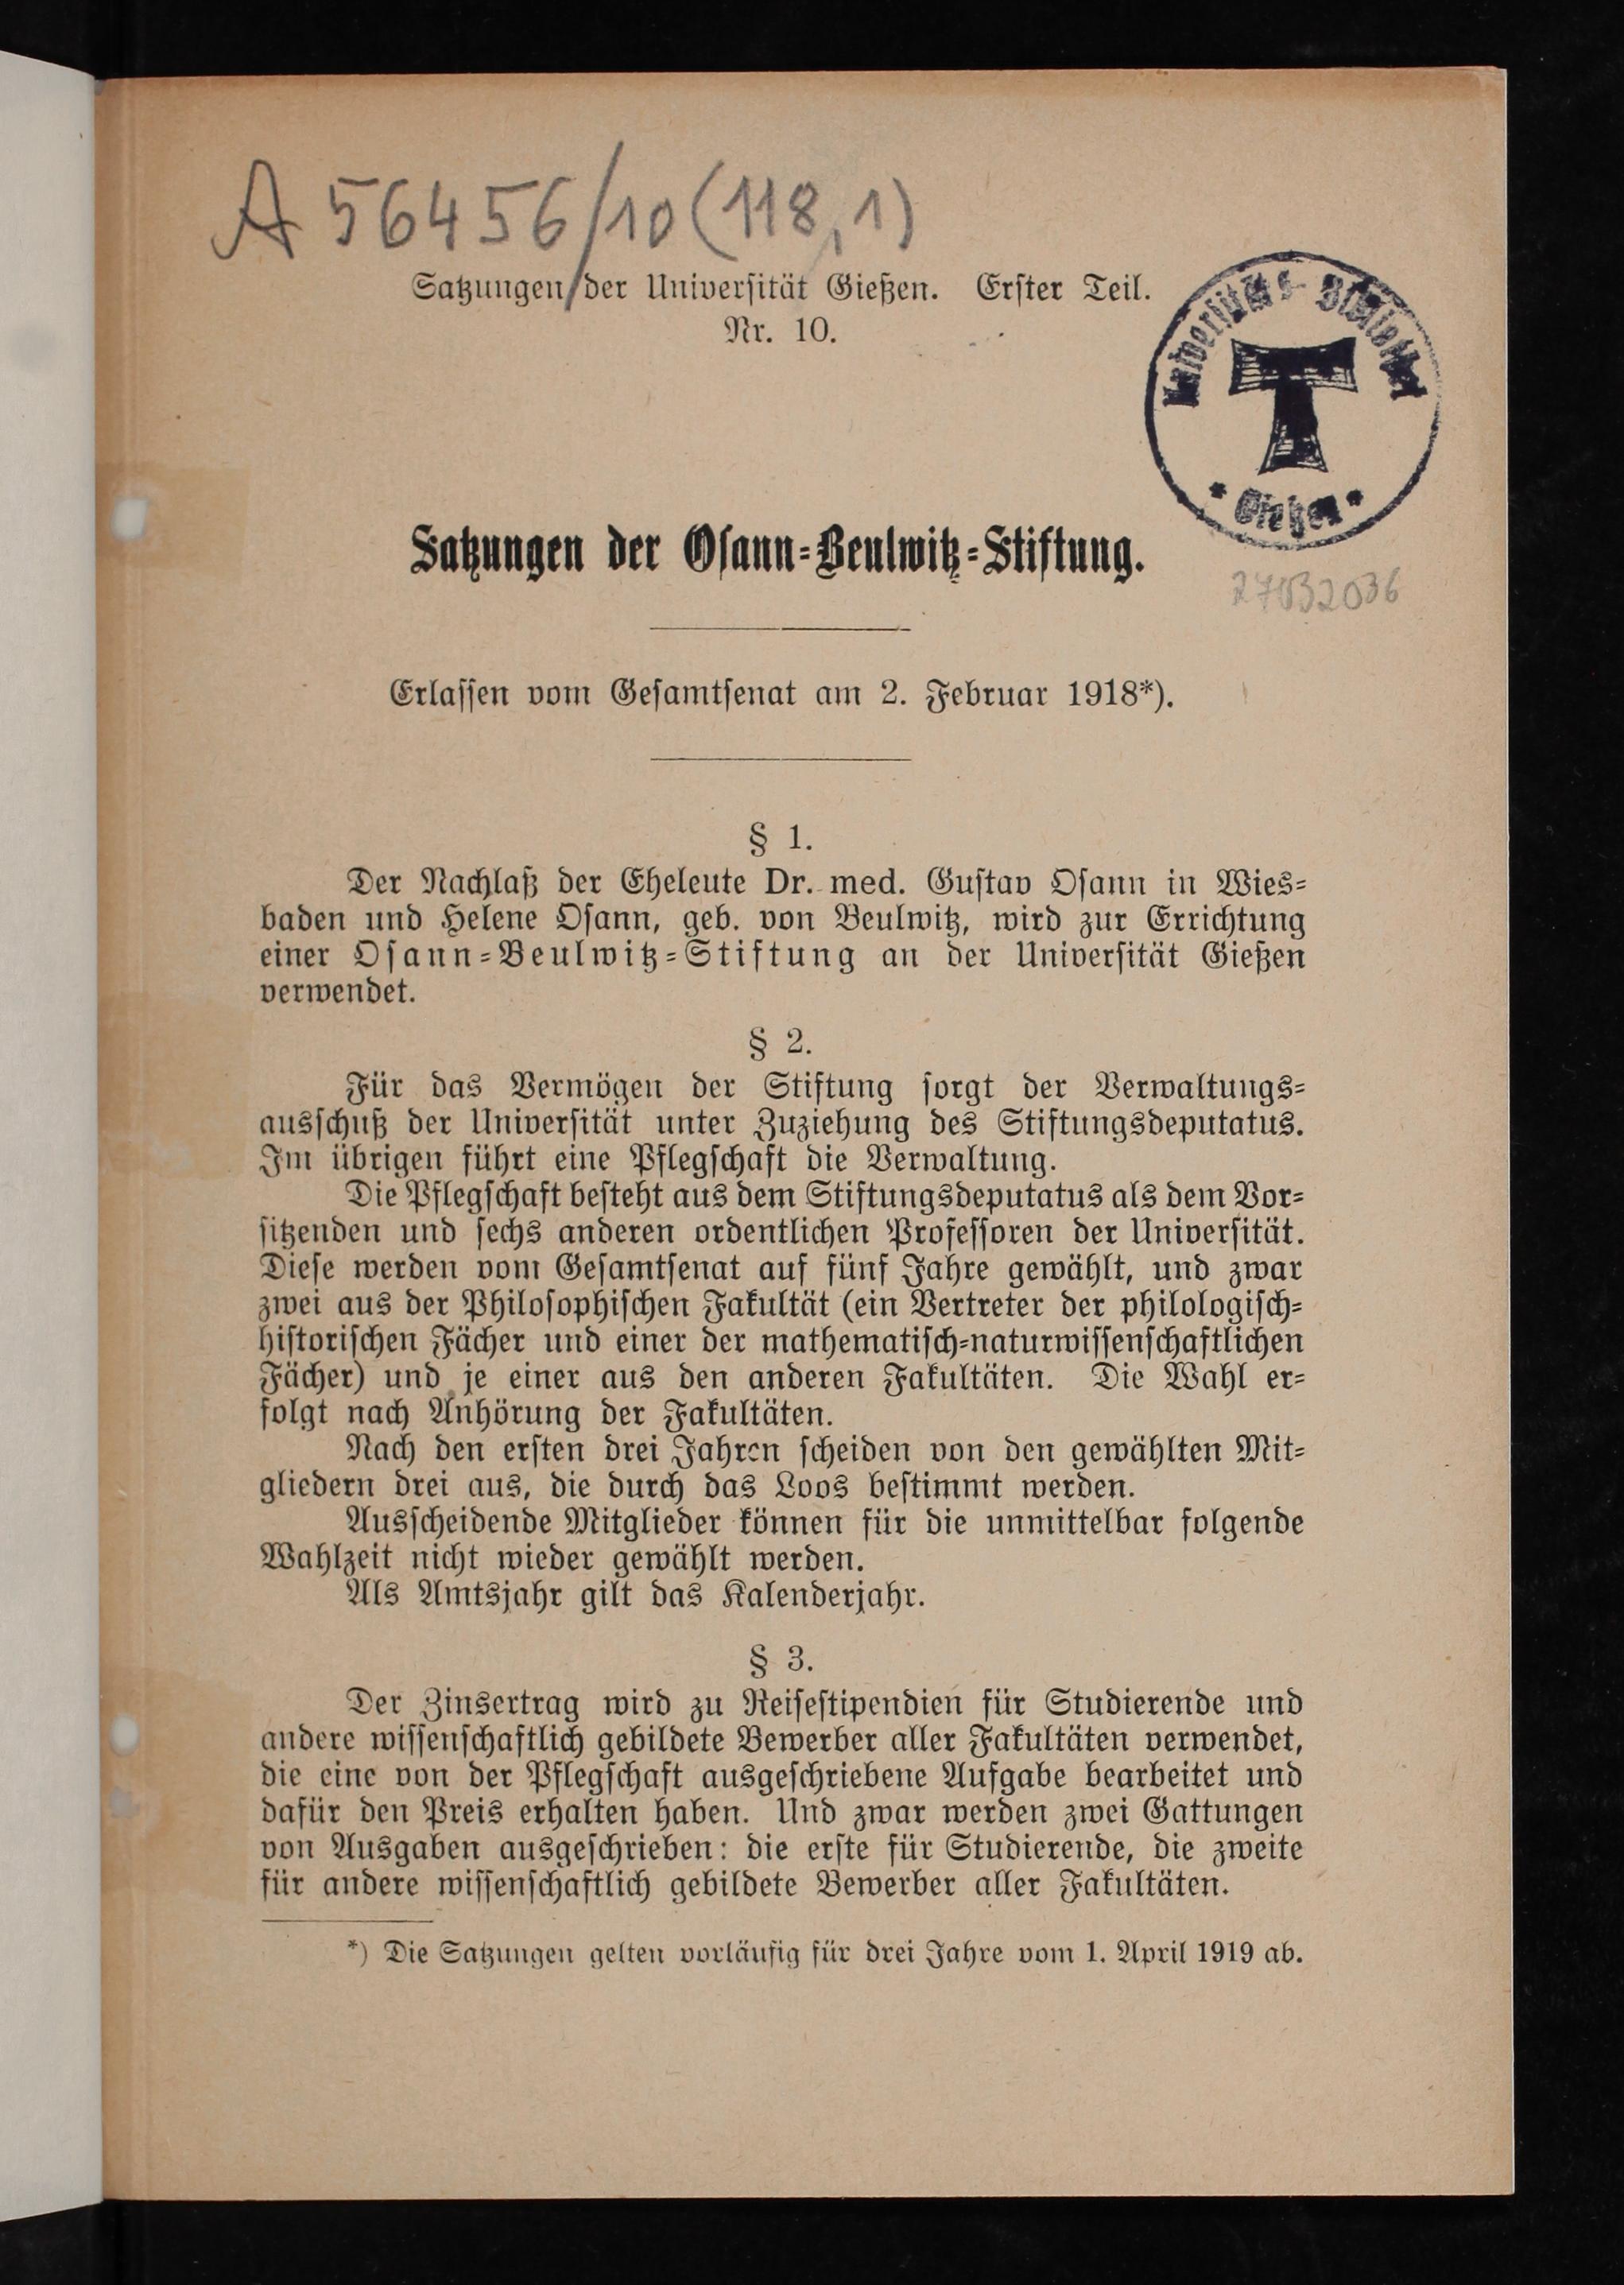 A 56456/10(118,1)
Satzungen der Universität Gießen. Erster Teil.
Nr. 10.
Universitäts-Bibliothek
* Gießen *
Satzungen der Osann-Beulwitz-Stiftung.
27032036
Erlassen vom Gesamtsenat am 2. Februar 1918*).
§ 1.
Der Nachlaß der Eheleute Dr. med. Gustav Osann in Wies-
baden und Helene Osann, geb. von Beulwitz, wird zur Errichtung
einer Osann-Beulwitz-Stiftung an der Universität Gießen
verwendet.
§ 2.
Für das Vermögen der Stiftung sorgt der Verwaltungs-
ausschuß der Universität unter Zuziehung des Stiftungsdeputatus.
Im übrigen führt eine Pflegschaft die Verwaltung.
Die Pflegschaft besteht aus dem Stiftungsdeputatus als dem Vor-
sitzenden und sechs anderen ordentlichen Professoren der Universität.
Diese werden vom Gesamtsenat auf fünf Jahre gewählt, und zwar
zwei aus der Philosophischen Fakultät (ein Vertreter der philologisch-
historischen Fächer und einer der mathematisch-naturwissenschaftlichen
Fächer) und je einer aus den anderen Fakultäten. Die Wahl er-
folgt nach Anhörung der Fakultäten.
Nach den ersten drei Jahren scheiden von den gewählten Mit-
gliedern drei aus, die durch das Loos bestimmt werden.
Ausscheidende Mitglieder können für die unmittelbar folgende
Wahlzeit nicht wieder gewählt werden.
Als Amtsjahr gilt das Kalenderjahr.
§ 3.
Der Zinsertrag wird zu Reisestipendien für Studierende und
andere wissenschaftlich gebildete Bewerber aller Fakultäten verwendet,
die eine von der Pflegschaft ausgeschriebene Aufgabe bearbeitet und
dafür den Preis erhalten haben. Und zwar werden zwei Gattungen
von Ausgaben ausgeschrieben: die erste für Studierende, die zweite
für andere wissenschaftlich gebildete Bewerber aller Fakultäten.
*) Die Satzungen gelten vorläufig für drei Jahre vom 1. April 1919 ab.